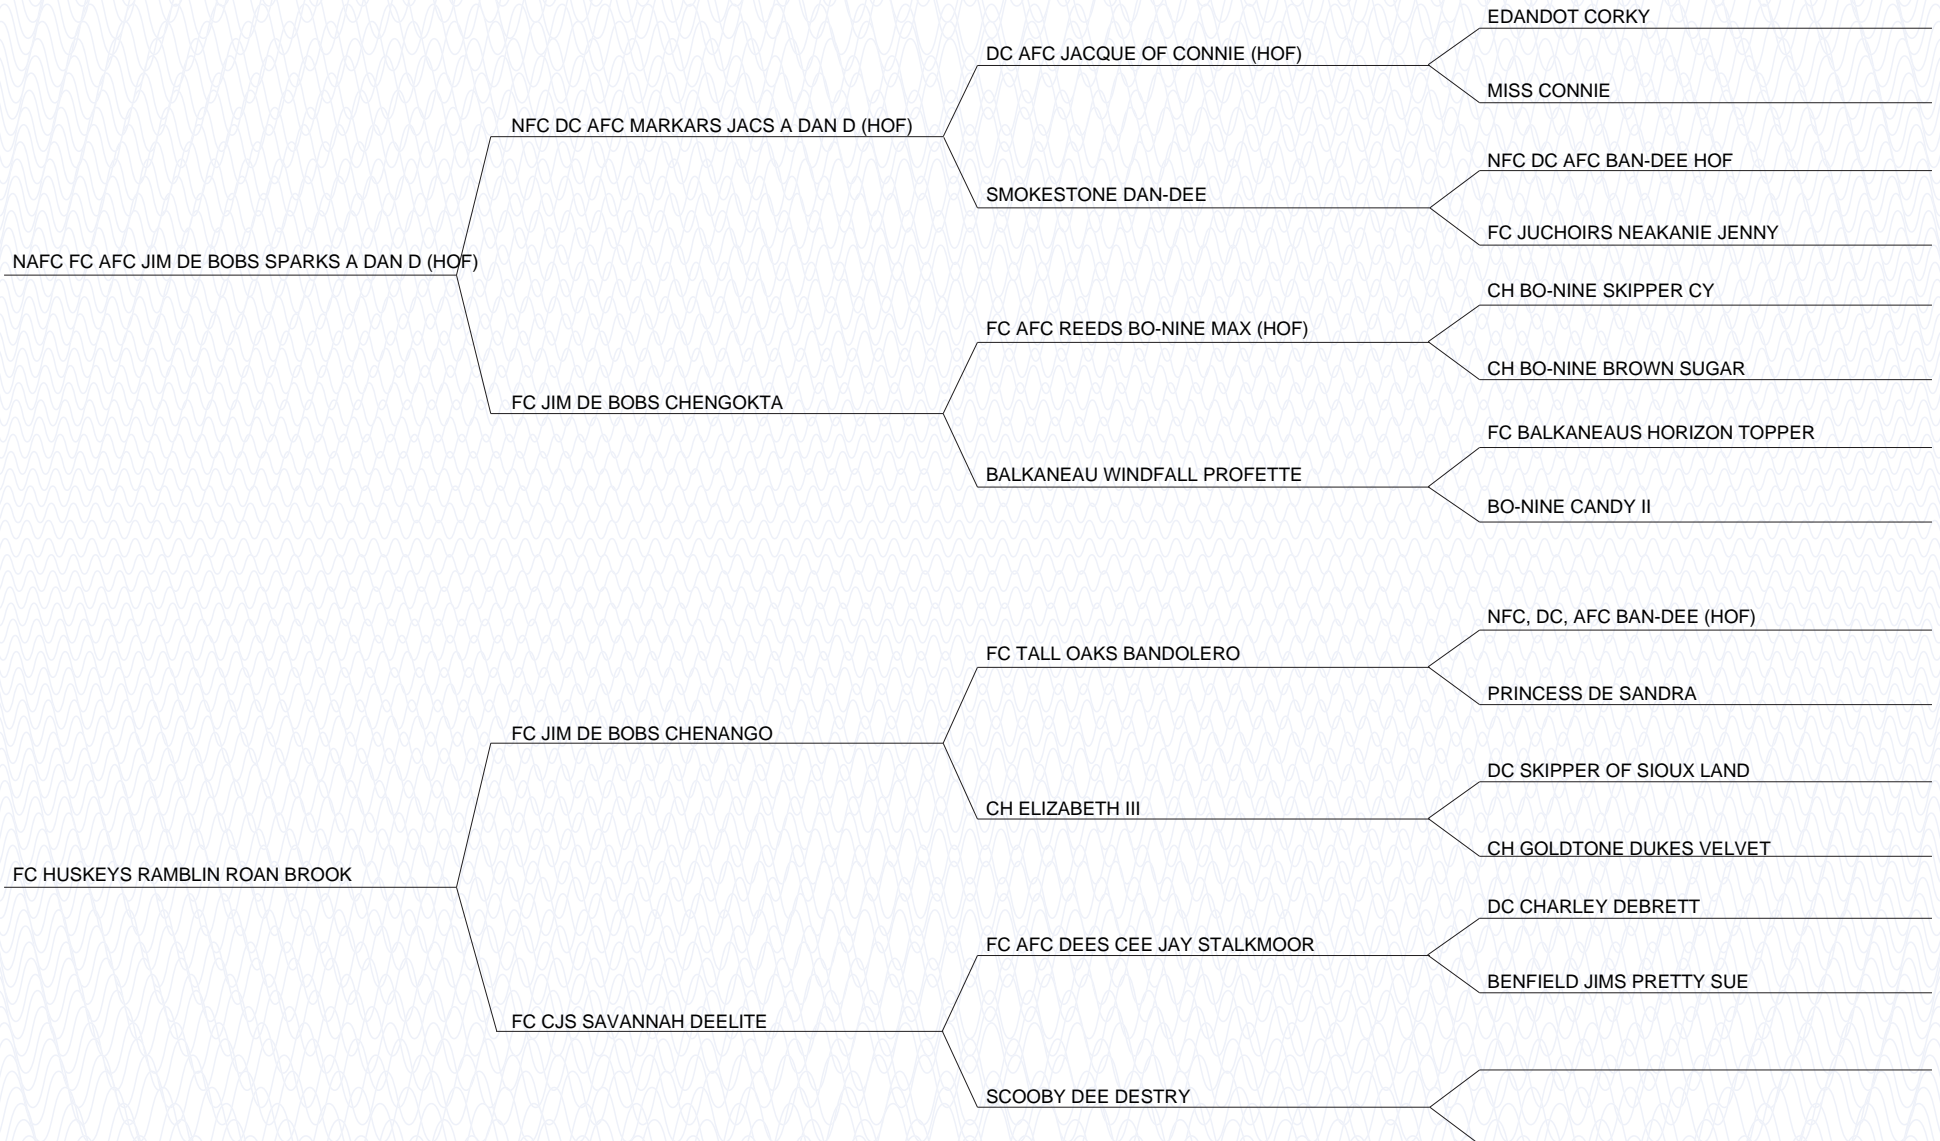 EDANDOT CORKY
DC AFC JACQUE OF CONNIE (HOF)
MISS CONNIE
NFC DC AFC MARKARS JACS A DAN D (HOF)
NFC DC AFC BAN-DEE HOF
SMOKESTONE DAN-DEE
FC JUCHOIRS NEAKANIE JENNY
NAFC FC AFC JIM DE BOBS SPARKS A DAN D (HOF)
CH BO-NINE SKIPPER CY
FC AFC REEDS BO-NINE MAX (HOF)
CH BO-NINE BROWN SUGAR
FC JIM DE BOBS CHENGOKTA
FC BALKANEAUS HORIZON TOPPER
BALKANEAU WINDFALL PROFETTE
BO-NINE CANDY II
NFC, DC, AFC BAN-DEE (HOF)
FC TALL OAKS BANDOLERO
PRINCESS DE SANDRA
FC JIM DE BOBS CHENANGO
DC SKIPPER OF SIOUX LAND
CH ELIZABETH III
CH GOLDTONE DUKES VELVET
FC HUSKEYS RAMBLIN ROAN BROOK
DC CHARLEY DEBRETT
FC AFC DEES CEE JAY STALKMOOR
BENFIELD JIMS PRETTY SUE
FC CJS SAVANNAH DEELITE
SCOOBY DEE DESTRY